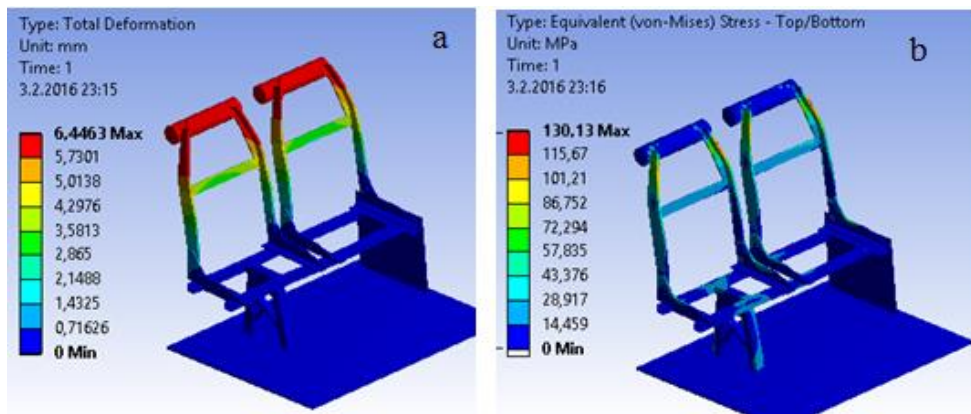 Type: Total Deformation
Unit: mm
Time: 1
3.2.2016 23:15
a
6,4463 Max
5,7301
5,0138
4,2976
3,5813
2,865
2,1488
1,4325
0,71626
0 Min
Type: Equivalent (von-Mises) Stress - Top/Bottom
Unit: MPa
Time: 1
3.2.2016 23:16
b
130,13 Max
115,67
101,21
86,752
72,294
57,835
43,376
28,917
14,459
0 Min